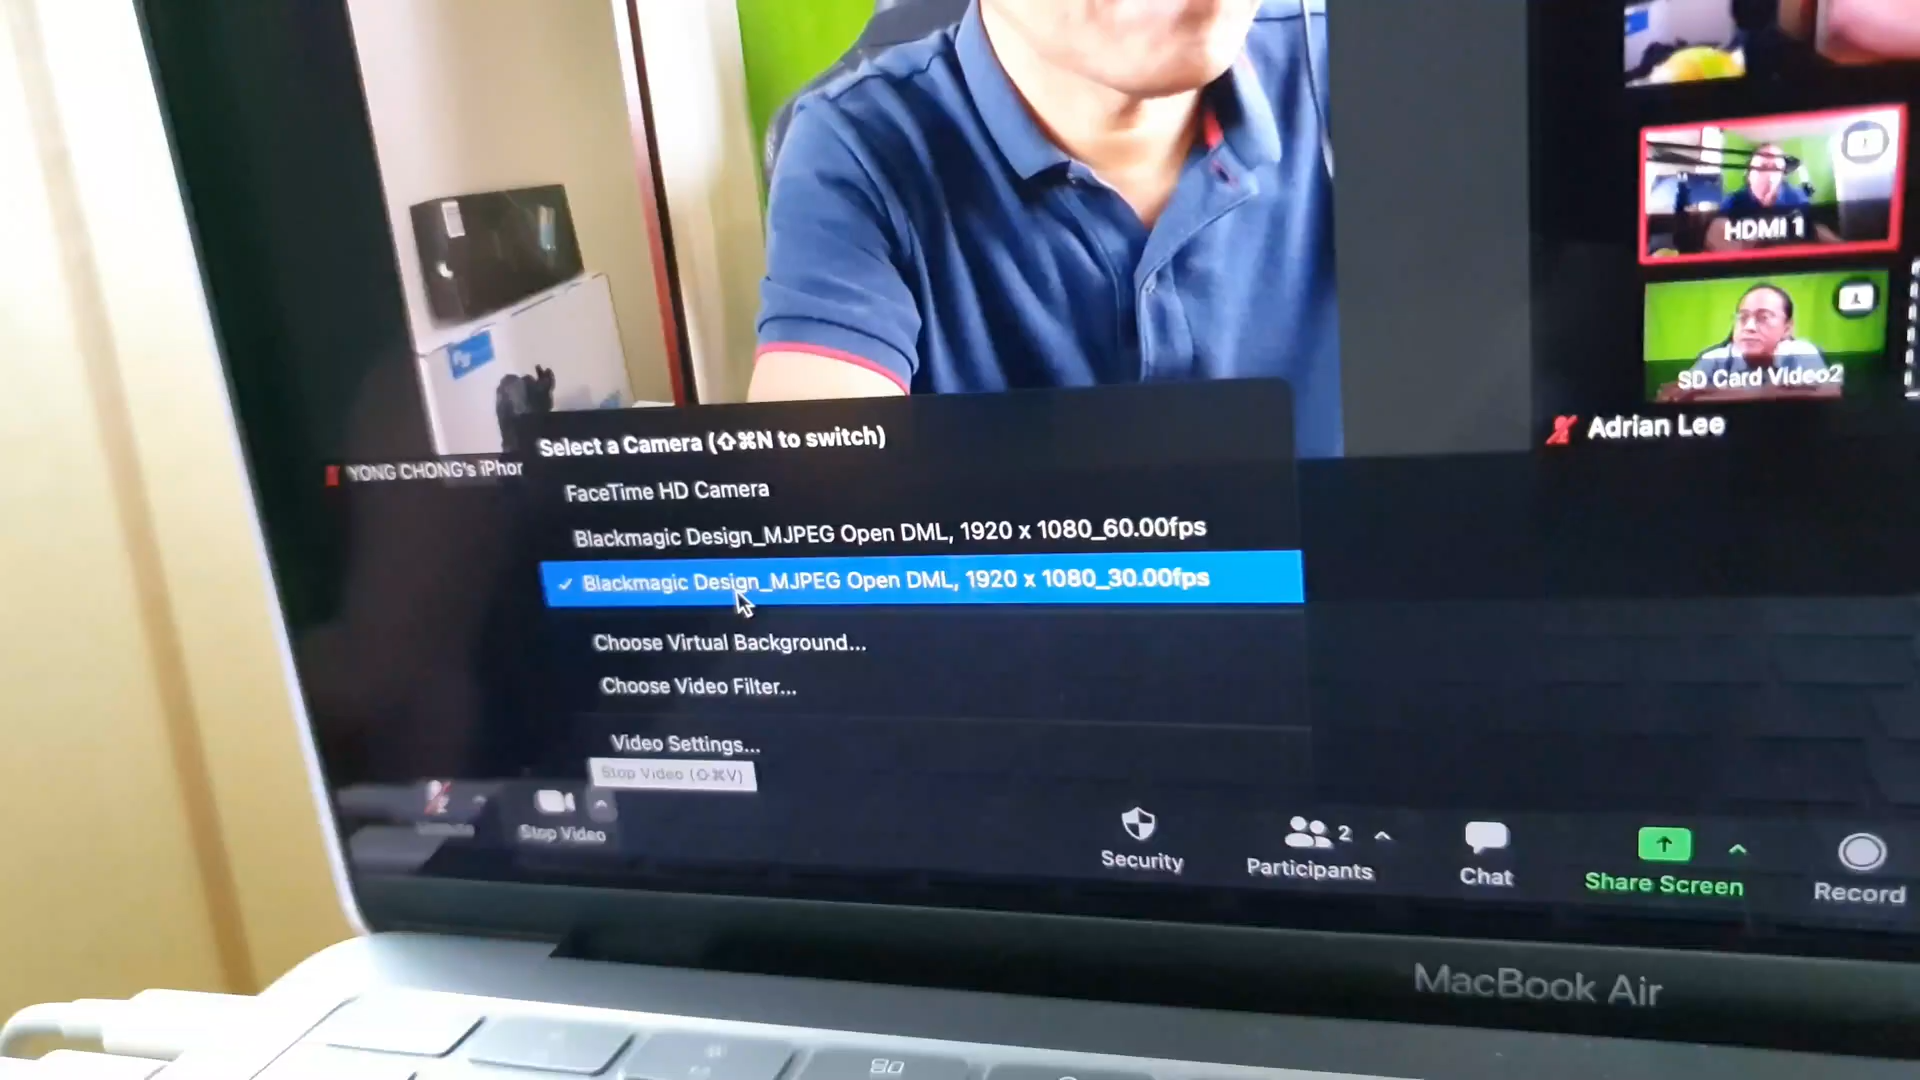 HDMI 1
SD Card Video2
Adrian Lee
YONG CHONG's iPhor
Select a Camera (⇧⌘N to switch)
FaceTime HD Camera
Blackmagic Design_MJPEG Open DML, 1920 x 1080_60.00fps
✓ Blackmagic Design_MJPEG Open DML, 1920 x 1080_30.00fps
Choose Virtual Background...
Choose Video Filter...
Video Settings...
Stop Video (⇧⌘V)
Stop Video
Security
2
Participants
Chat
Share Screen
Record
MacBook Air